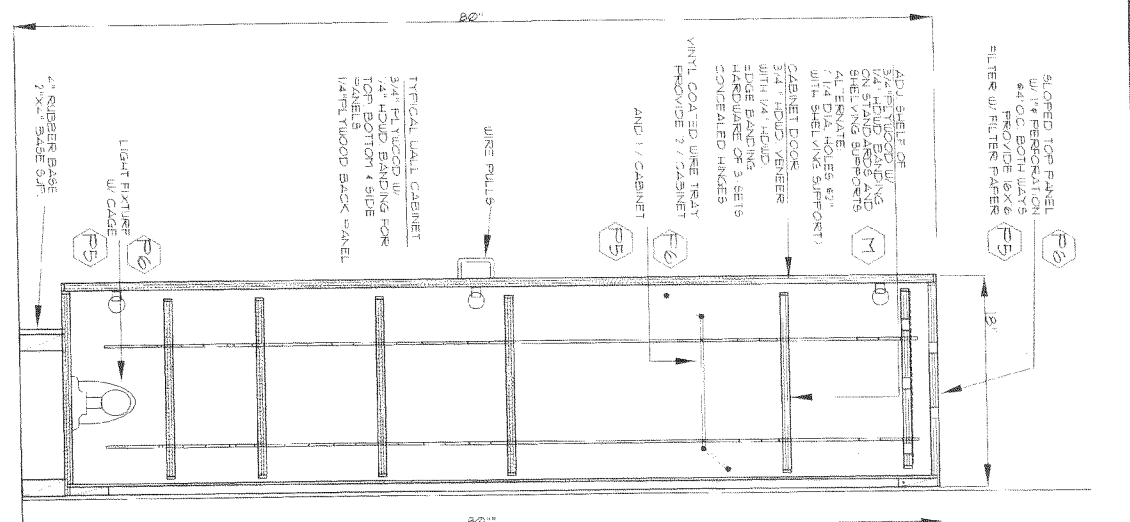 80"
SLOPED TOP PANEL
W/ 1"φ PERFORATION
@4 O.C. BOTH WAYS
PROVIDE 16X16
FILTER W/ FILTER PAPER
P6
P5
ADJ. SHELF OF
3/4" PLYWOOD W/
1/4" HDWD. BANDING
ON STANDARDS AND
SHELVING SUPPORTS
ALTERNATE
1/4 DIA. HOLES @2"
WITH SHELVING SUPPORT)
M
CABINET DOOR
3/4" HDWD. VENEER
WITH 1/4" HDWD.
EDGE BANDING
HARDWARE OF 3 SETS
CONCEALED HINGES
VINYL COATED WIRE TRAY
PROVIDE 2 / CABINET
AND 1 / CABINET
P6
P5
WIRE PULLS
TYPICAL WALL CABINET
3/4" PLYWOOD W/
1/4" HDWD. BANDING FOR
TOP, BOTTOM & SIDE
PANELS
1/4" PLYWOOD BACK PANEL
LIGHT FIXTURE
W/ CAGE
P6
P5
4" RUBBER BASE
2"X4" BASE SUP.
18"
80"